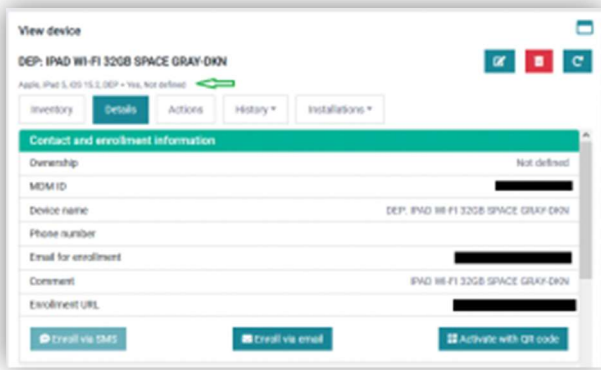 View device
DEP: IPAD WI-FI 32GB SPACE GRAY-DKN
Apple, iPad 5, iOS 15.2, DEP • Yes, Not defined
Inventory Details Actions History Installations
Contact and enrollment information
Ownership Not defined
MDM ID
Device name DEP: IPAD WI-FI 32GB SPACE GRAY-DKN
Phone number
Email for enrollment
Comment IPAD WI-FI 32GB SPACE GRAY-DKN
Enrollment URL
Enroll via SMS Enroll via email Activate with QR code